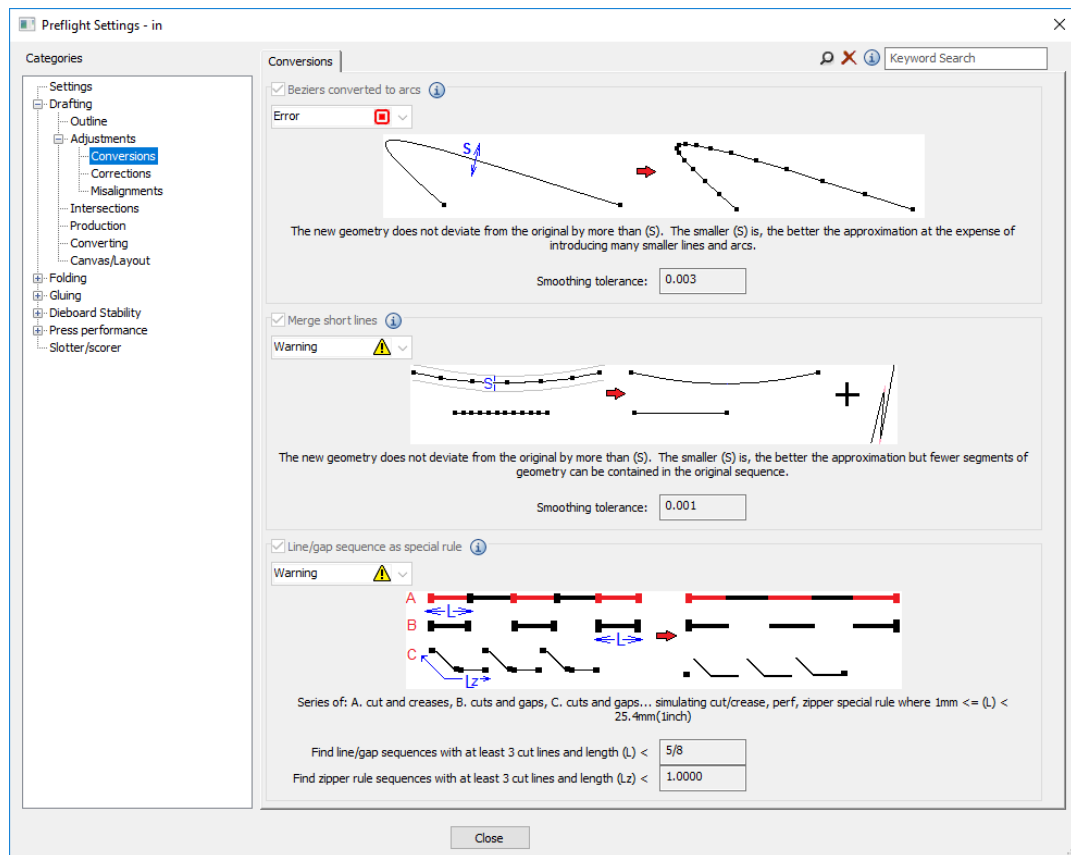 Preflight Settings - in
Categories
Conversions
Keyword Search
Settings
Drafting
Outline
Adjustments
Conversions
Corrections
Misalignments
Intersections
Production
Converting
Canvas/Layout
Folding
Gluing
Dieboard Stability
Press performance
Slotter/scorer
Beziers converted to arcs
Error
S
The new geometry does not deviate from the original by more than (S). The smaller (S) is, the better the approximation at the expense of
introducing many smaller lines and arcs.
Smoothing tolerance: 0.003
Merge short lines
Warning
S
The new geometry does not deviate from the original by more than (S). The smaller (S) is, the better the approximation but fewer segments of
geometry can be contained in the original sequence.
Smoothing tolerance: 0.001
Line/gap sequence as special rule
Warning
A
L
B
L
C
Lz
Series of: A. cut and creases, B. cuts and gaps, C. cuts and gaps... simulating cut/crease, perf, zipper special rule where 1mm <= (L) <
25.4mm(1inch)
Find line/gap sequences with at least 3 cut lines and length (L) < 5/8
Find zipper rule sequences with at least 3 cut lines and length (Lz) < 1.0000
Close